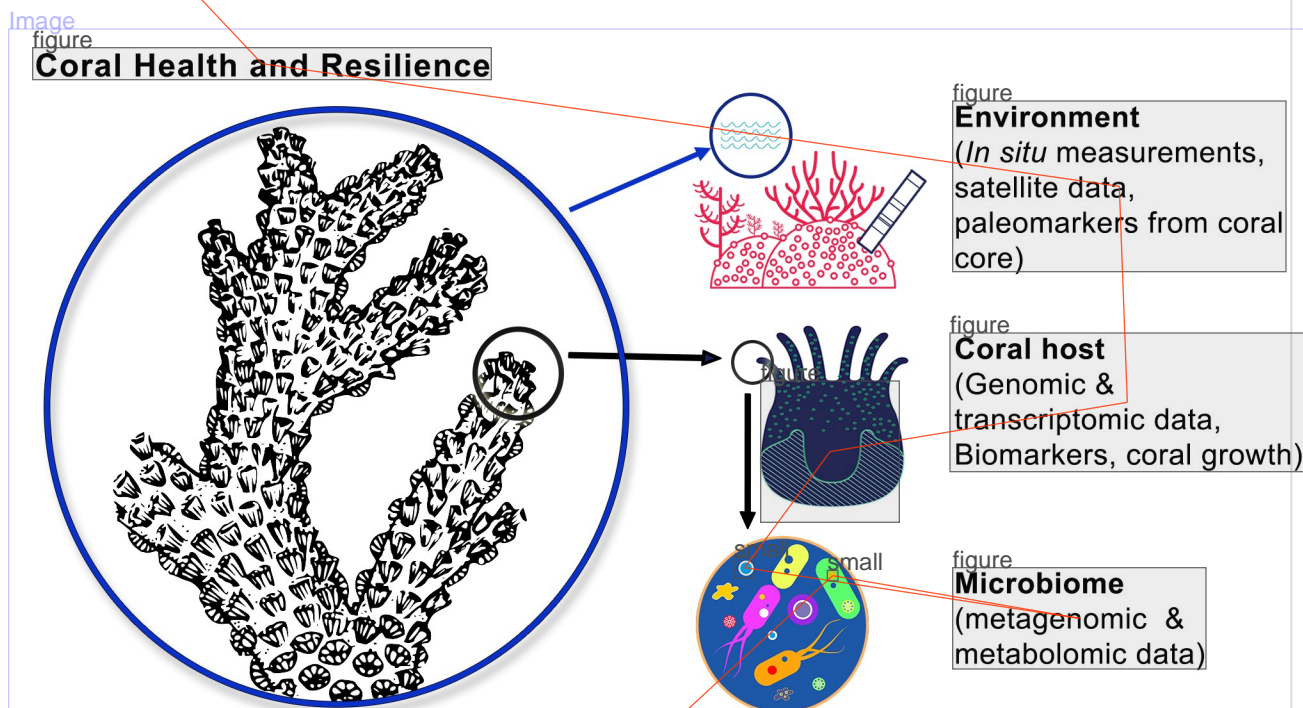 Image
figure
Coral Health and Resilience
figure
Environment
(In situ measurements,
satellite data,
paleomarkers from coral
core)
figure
Coral host
(Genomic &
transcriptomic data,
Biomarkers, coral growth)
figure
small
small
figure
Microbiome
(metagenomic &
metabolomic data)